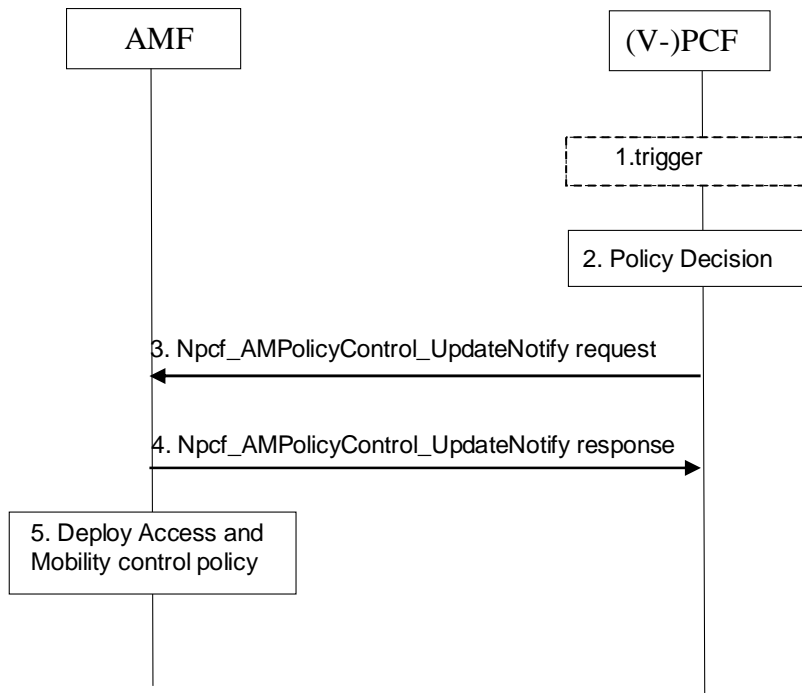 AMF
(V-)PCF
1.trigger
2. Policy Decision
3. Npcf_AMPolicyControl_UpdateNotify request
4. Npcf_AMPolicyControl_UpdateNotify response
5. Deploy Access and
Mobility control policy